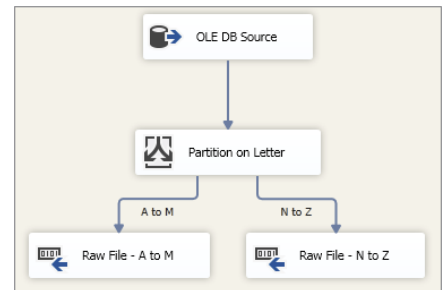 OLE DB Source
Partition on Letter
A to M
N to Z
Raw File - A to M
Raw File - N to Z